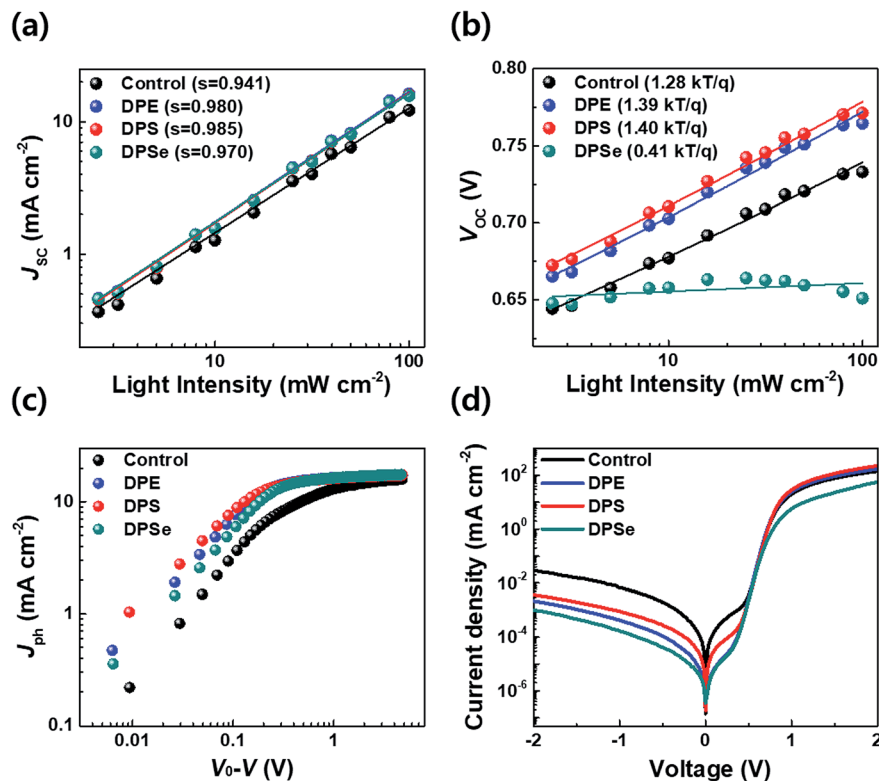 (a)
Control (s=0.941)
DPE (s=0.980)
DPS (s=0.985)
DPSe (s=0.970)
10
1
J_SC (mA cm⁻²)
10
100
Light Intensity (mW cm⁻²)
(b)
0.80
0.75
0.70
0.65
0.60
V_OC (V)
Control (1.28 kT/q)
DPE (1.39 kT/q)
DPS (1.40 kT/q)
DPSe (0.41 kT/q)
10
100
Light Intensity (mW cm⁻²)
(c)
Control
DPE
DPS
DPSe
10
1
0.1
J_ph (mA cm⁻²)
0.01
0.1
1
V₀-V (V)
(d)
Control
DPE
DPS
DPSe
10²
10⁰
10⁻²
10⁻⁴
10⁻⁶
Current density (mA cm⁻²)
-2
-1
0
1
2
Voltage (V)